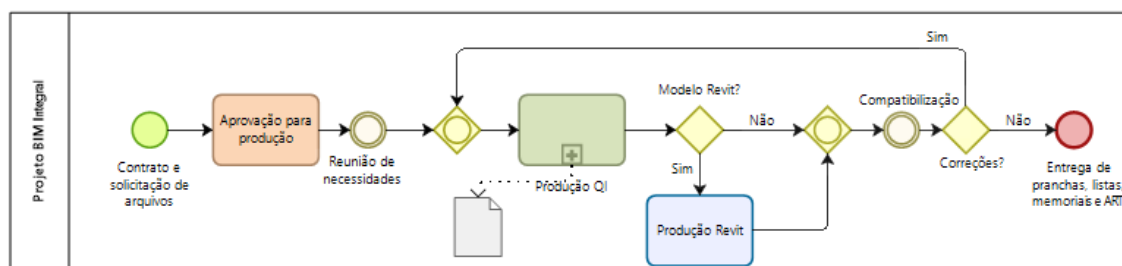 Projeto BIM Integral
Contrato e
solicitação de
arquivos
Aprovação para
produção
Reunião de
necessidades
Produção QI
Modelo Revit?
Não
Sim
Produção Revit
Compatibilização
Sim
Correções?
Não
Entrega de
pranchas, listas,
memoriais e ART